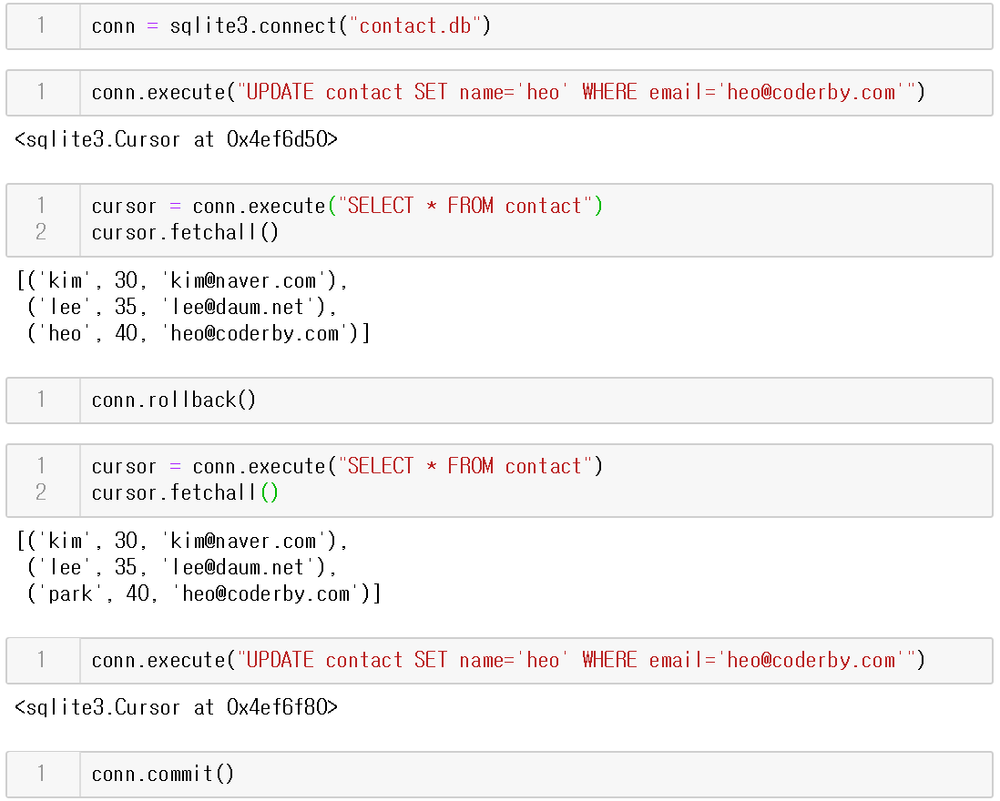 1 conn = sqlite3.connect("contact.db")
1 conn.execute("UPDATE contact SET name='heo' WHERE email='heo@coderby.com'")
<sqlite3.Cursor at 0x4ef6d50>
1 cursor = conn.execute("SELECT * FROM contact")
2 cursor.fetchall()
[('kim', 30, 'kim@naver.com'),
('lee', 35, 'lee@daum.net'),
('heo', 40, 'heo@coderby.com')]
1 conn.rollback()
1 cursor = conn.execute("SELECT * FROM contact")
2 cursor.fetchall()
[('kim', 30, 'kim@naver.com'),
('lee', 35, 'lee@daum.net'),
('park', 40, 'heo@coderby.com')]
1 conn.execute("UPDATE contact SET name='heo' WHERE email='heo@coderby.com'")
<sqlite3.Cursor at 0x4ef6f80>
1 conn.commit()